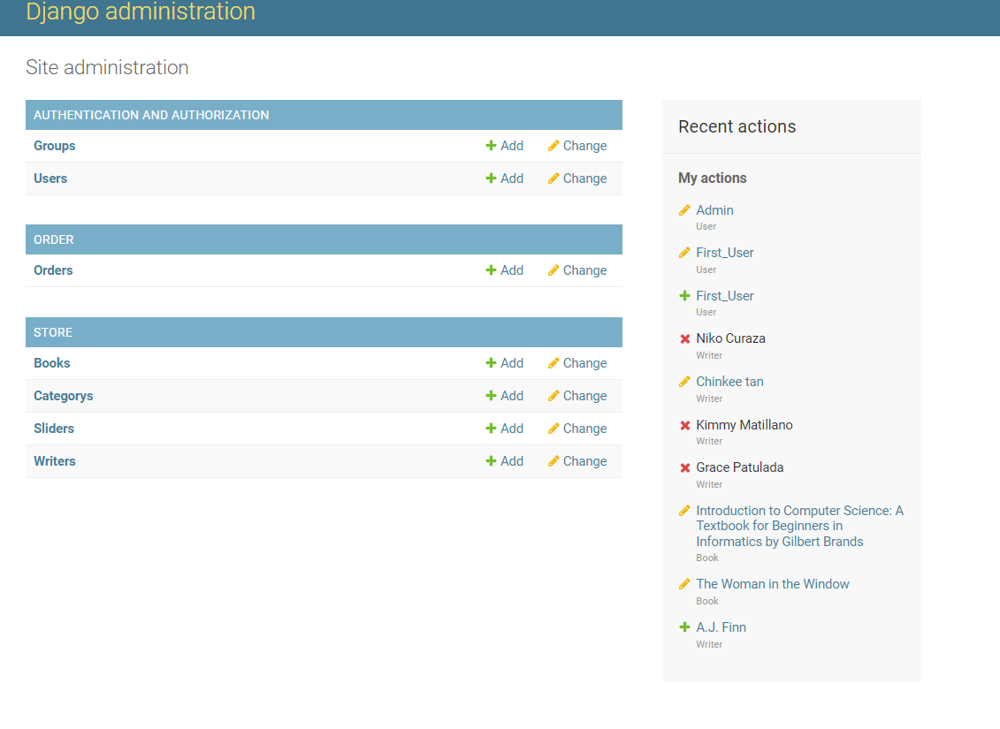 Django administration
Site administration
AUTHENTICATION AND AUTHORIZATION
Groups Add Change
Users Add Change
ORDER
Orders Add Change
STORE
Books Add Change
Categorys Add Change
Sliders Add Change
Writers Add Change
Recent actions
My actions
Admin
User
First_User
User
First_User
User
Niko Curaza
Writer
Chinkee tan
Writer
Kimmy Matillano
Writer
Grace Patulada
Writer
Introduction to Computer Science: A
Textbook for Beginners in
Informatics by Gilbert Brands
Book
The Woman in the Window
Book
A.J. Finn
Writer